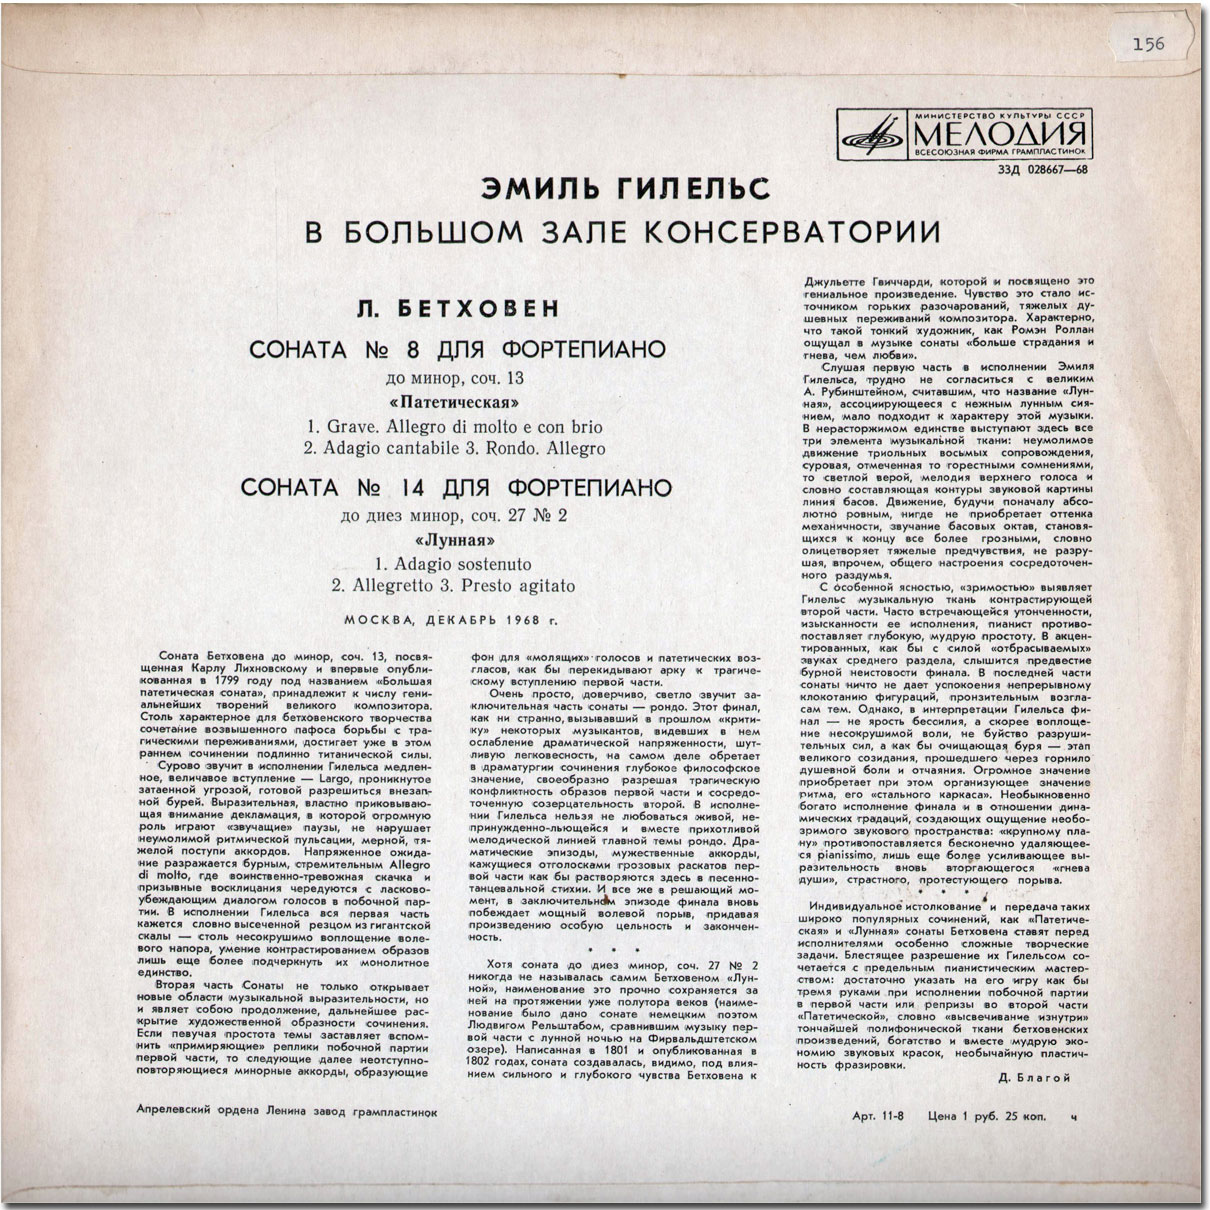 156
МИНИСТЕРСТВО КУЛЬТУРЫ СССР
МЕЛОДИЯ
ВСЕСОЮЗНАЯ ФИРМА ГРАМПЛАСТИНОК
33Д 028667—68
ЭМИЛЬ ГИЛЕЛЬС
В БОЛЬШОМ ЗАЛЕ КОНСЕРВАТОРИИ
Л. БЕТХОВЕН
СОНАТА № 8 ДЛЯ ФОРТЕПИАНО
до минор, соч. 13
«Патетическая»
1. Grave. Allegro di molto e con brio
2. Adagio cantabile 3. Rondo. Allegro
СОНАТА № 14 ДЛЯ ФОРТЕПИАНО
до диез минор, соч. 27 № 2
«Лунная»
1. Adagio sostenuto
2. Allegretto 3. Presto agitato
МОСКВА, ДЕКАБРЬ 1968 г.
Соната Бетховена до минор, соч. 13, посвя-
щенная Карлу Лихновскому и впервые опубли-
кованная в 1799 году под названием «Большая
патетическая соната», принадлежит к числу гени-
альнейших творений великого композитора.
Столь характерное для бетховенского творчества
сочетание возвышенного пафоса борьбы с тра-
гическими переживаниями, достигает уже в этом
раннем сочинении подлинно титанической силы.
Сурово звучит в исполнении Гилельса медлен-
ное, величавое вступление — Largo, проникнутое
затаенной угрозой, готовой разрешиться внезап-
ной бурей. Выразительная, властно приковываю-
щая внимание декламация, в которой огромную
роль играют «звучащие» паузы, не нарушает
неумолимой ритмической пульсации, мерной, тя-
желой поступи аккордов. Напряженное ожида-
ние разражается бурным, стремительным Allegro
di molto, где воинственно-тревожная скачка и
призывные восклицания чередуются с ласково-
убеждающим диалогом голосов в побочной пар-
тии. В исполнении Гилельса вся первая часть
кажется словно высеченной резцом из гигантской
скалы — столь несокрушимо воплощение воле-
вого напора, умение контрастированием образов
лишь еще более подчеркнуть их монолитное
единство.
Вторая часть Сонаты не только открывает
новые области музыкальной выразительности, но
и являет собою продолжение, дальнейшее рас-
крытие художественной образности сочинения.
Если певучая простота темы заставляет вспом-
нить «примиряющие» реплики побочной партии
первой части, то следующие далее неотступно-
повторяющиеся минорные аккорды, образующие
фон для «молящих» голосов и патетических воз-
гласов, как бы перекидывают арку к трагиче-
скому вступлению первой части.
Очень просто, доверчиво, светло звучит за-
ключительная часть сонаты — рондо. Этот финал,
как ни странно, вызывавший в прошлом «крити-
ку» некоторых музыкантов, видевших в нем
ослабление драматической напряженности, шут-
ливую легковесность, на самом деле обретает
в драматургии сочинения глубокое философское
значение, своеобразно разрешая трагическую
конфликтность образов первой части и сосредо-
точенную созерцательность второй. В исполне-
нии Гилельса нельзя не любоваться живой, не-
принужденно-льющейся и вместе прихотливой
мелодической линией главной темы рондо. Дра-
матические эпизоды, мужественные аккорды,
кажущиеся отголосками грозовых раскатов пер-
вой части как бы растворяются здесь в песенно-
танцевальной стихии. И все же в решающий мо-
мент, в заключительном эпизоде финала вновь
побеждает мощный волевой порыв, придавая
произведению особую цельность и закончен-
ность.
* * *
Хотя соната до диез минор, соч. 27 № 2
никогда не называлась самим Бетховеном «Лун-
ной», наименование это прочно сохраняется за
ней на протяжении уже полутора веков (наиме-
нование было дано сонате немецким поэтом
Людвигом Рельштабом, сравнившим музыку пер-
вой части с лунной ночью на Фирвальдштетском
озере). Написанная в 1801 и опубликованная в
1802 годах, соната создавалась, видимо, под влия-
нием сильного и глубокого чувства Бетховена к
Джульетте Гвиччарди, которой и посвящено это
гениальное произведение. Чувство это стало ис-
точником горьких разочарований, тяжелых ду-
шевных переживаний композитора. Характерно,
что такой тонкий художник, как Ромэн Роллан
ощущал в музыке сонаты «больше страдания и
гнева, чем любви».
Слушая первую часть в исполнении Эмиля
Гилельса, трудно не согласиться с великим
А. Рубинштейном, считавшим, что название «Лун-
ная», ассоциирующееся с нежным лунным сия-
нием, мало подходит к характеру этой музыки.
В нерасторжимом единстве выступают здесь все
три элемента музыкальной ткани: неумолимое
движение триольных восьмых сопровождения,
суровая, отмеченная то горестными сомнениями,
то светлой верой, мелодия верхнего голоса и
словно составляющая контуры звуковой картины
линия басов. Движение, будучи поначалу абсо-
лютно ровным, нигде не приобретает оттенка
механичности, звучание басовых октав, становя-
щихся к концу все более грозными, словно
олицетворяет тяжелые предчувствия, не разру-
шая, впрочем, общего настроения сосредоточен-
ного раздумья.
С особенной ясностью, «зримостью» выявляет
Гилельс музыкальную ткань контрастирующей
второй части. Часто встречающейся утонченности,
изысканности ее исполнения, пианист противо-
поставляет глубокую, мудрую простоту. В акцен-
тированных, как бы с силой «отбрасываемых»
звуках среднего раздела, слышится предвестие
бурной неистовости финала. В последней части
сонаты ничто не дает успокоения непрерывному
клокотанию фигураций, пронзительным возгла-
сам тем. Однако, в интерпретации Гилельса фи-
нал — не ярость бессилия, а скорее воплоще-
ние несокрушимой воли, не буйство разруши-
тельных сил, а как бы очищающая буря — этап
великого созидания, прошедшего через горнило
душевной боли и отчаяния. Огромное значение
приобретает при этом организующее значение
ритма, его «стального каркаса». Необыкновенно
богато исполнение финала и в отношении дина-
мических градаций, создающих ощущение необо-
зримого звукового пространства: «крупному пла-
ну» противопоставляется бесконечно удаляющее-
ся pianissimo, лишь еще более усиливающее вы-
разительность вновь вторгающегося «гнева
души», страстного, протестующего порыва.
* * *
Индивидуальное истолкование и передача таких
широко популярных сочинений, как «Патетиче-
ская» и «Лунная» сонаты Бетховена ставят перед
исполнителями особенно сложные творческие
задачи. Блестящее разрешение их Гилельсом со-
четается с предельным пианистическим мастер-
ством: достаточно указать на его игру как бы
тремя руками при исполнении побочной партии
в первой части или репризы во второй части
«Патетической», словно «высвечивание изнутри»
тончайшей полифонической ткани бетховенских
произведений, богатство и вместе мудрую эко-
номию звуковых красок, необычайную пластич-
ность фразировки.
Д. Благой
Апрелевский ордена Ленина завод грампластинок
Арт. 11-8 Цена 1 руб. 25 коп. ч